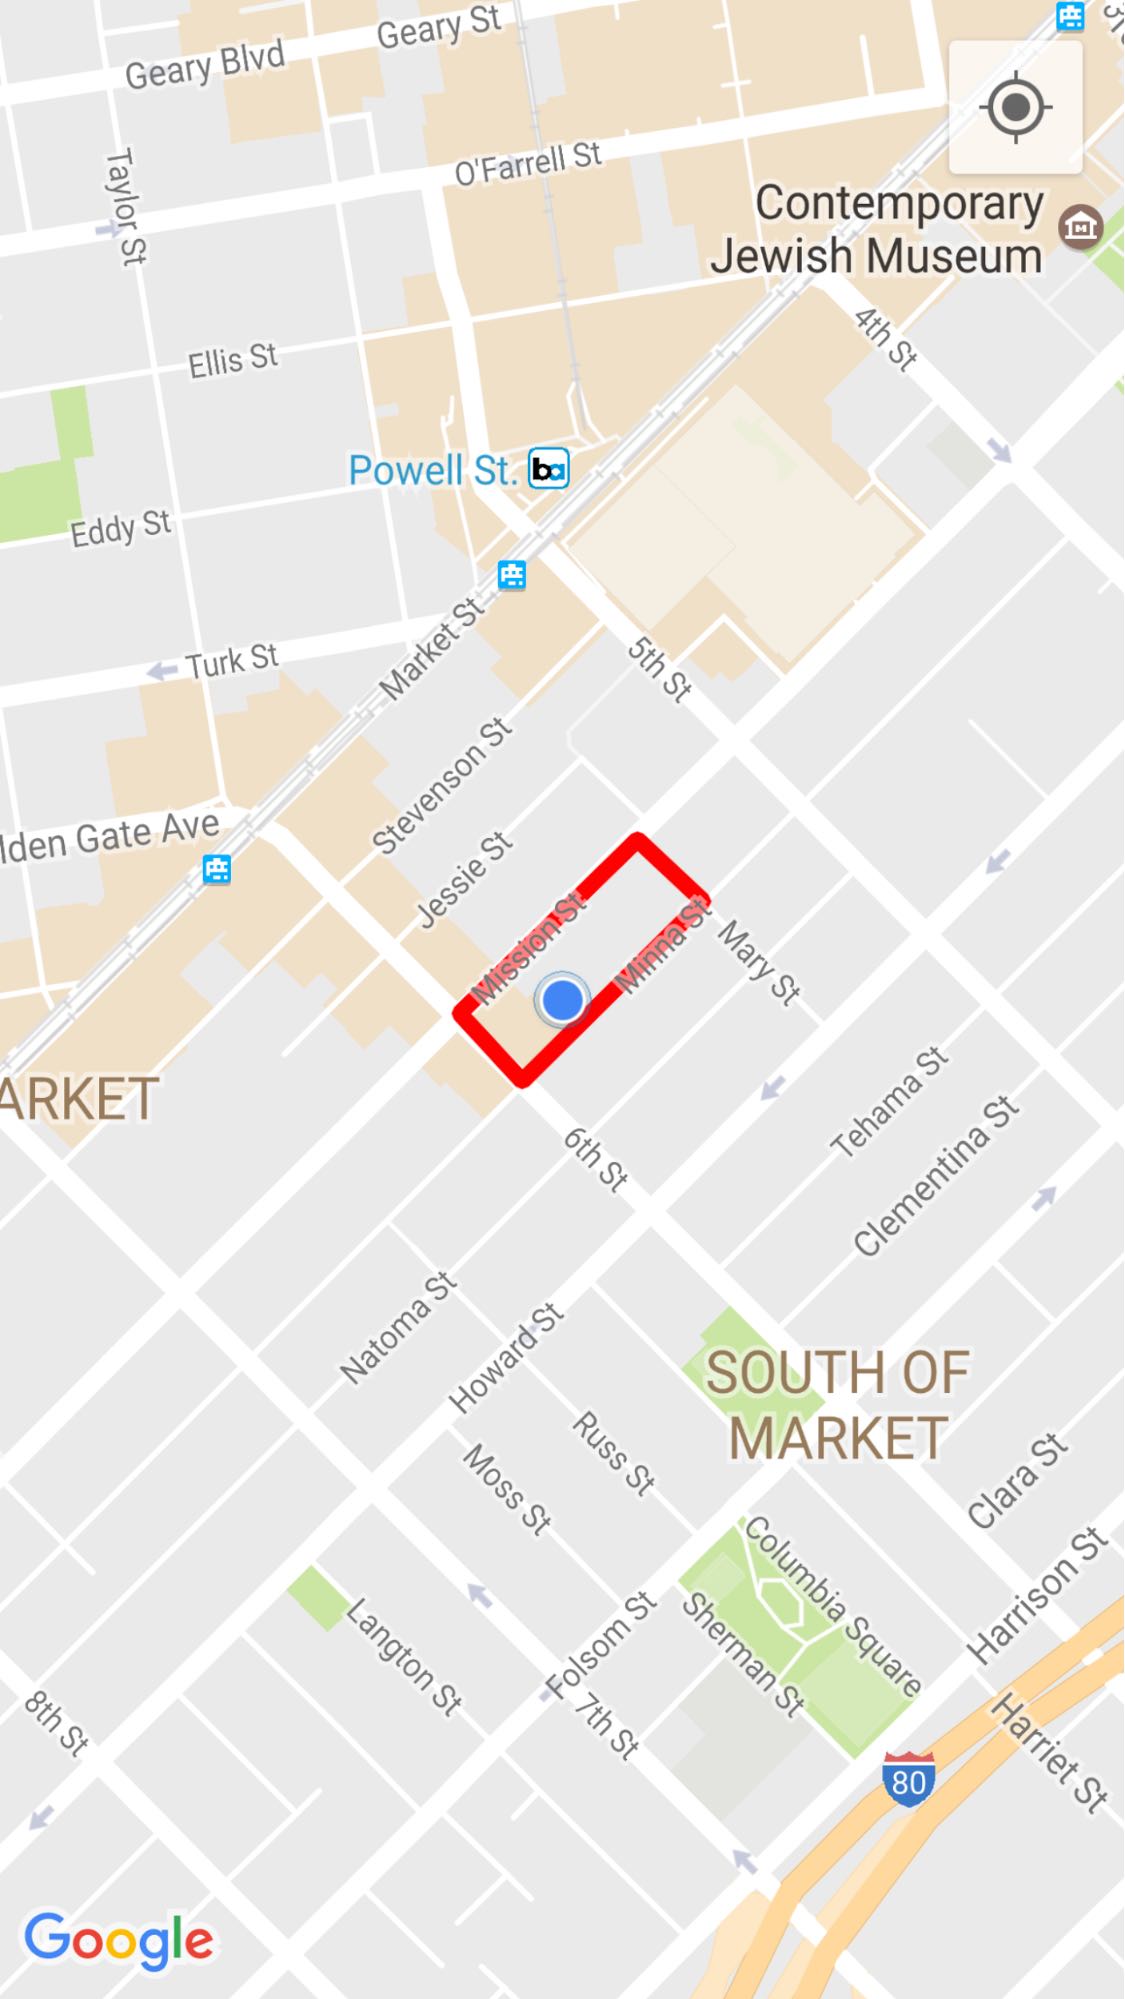 Geary St
Geary Blvd
O'Farrell St
Taylor St
Contemporary
Jewish Museum
4th St
Ellis St
Powell St.
ba
Eddy St
Market St
Turk St
5th St
Stevenson St
lden Gate Ave
Jessie St
Mission St
Minna St
Mary St
ARKET
Tehama St
Clementina St
6th St
Natoma St
Howard St
SOUTH OF
MARKET
Russ St
Moss St
Clara St
Columbia Square
Harrison St
Sherman St
Folsom St
Langton St
7th St
Harriet St
8th St
80
Google